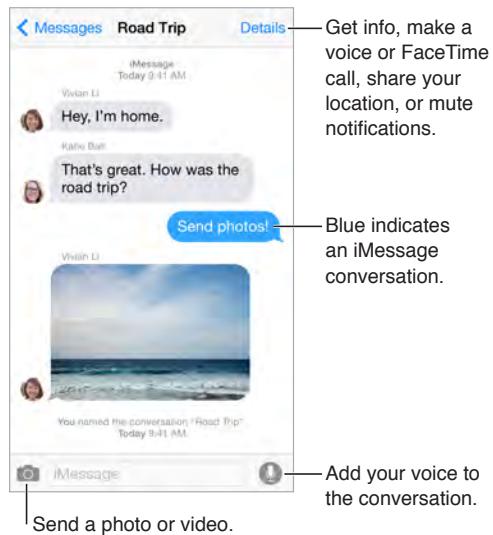 Messages Road Trip Details
Get info, make a
voice or FaceTime
call, share your
location, or mute
notifications.
iMessage
Today 9:41 AM
Vivian Li
Hey, I'm home.
Katie Bell
That's great. How was the
road trip?
Send photos!
Blue indicates
an iMessage
conversation.
Vivian Li
You named the conversation "Road Trip"
Today 9:41 AM
iMessage
Add your voice to
the conversation.
Send a photo or video.